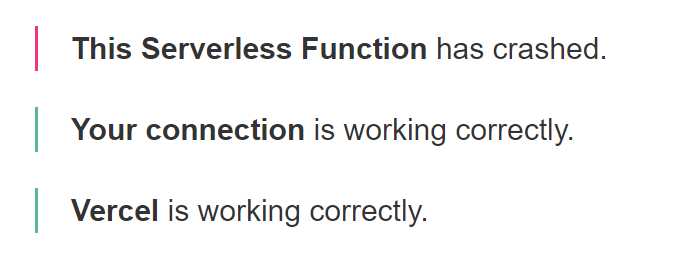 This Serverless Function has crashed.
Your connection is working correctly.
Vercel is working correctly.